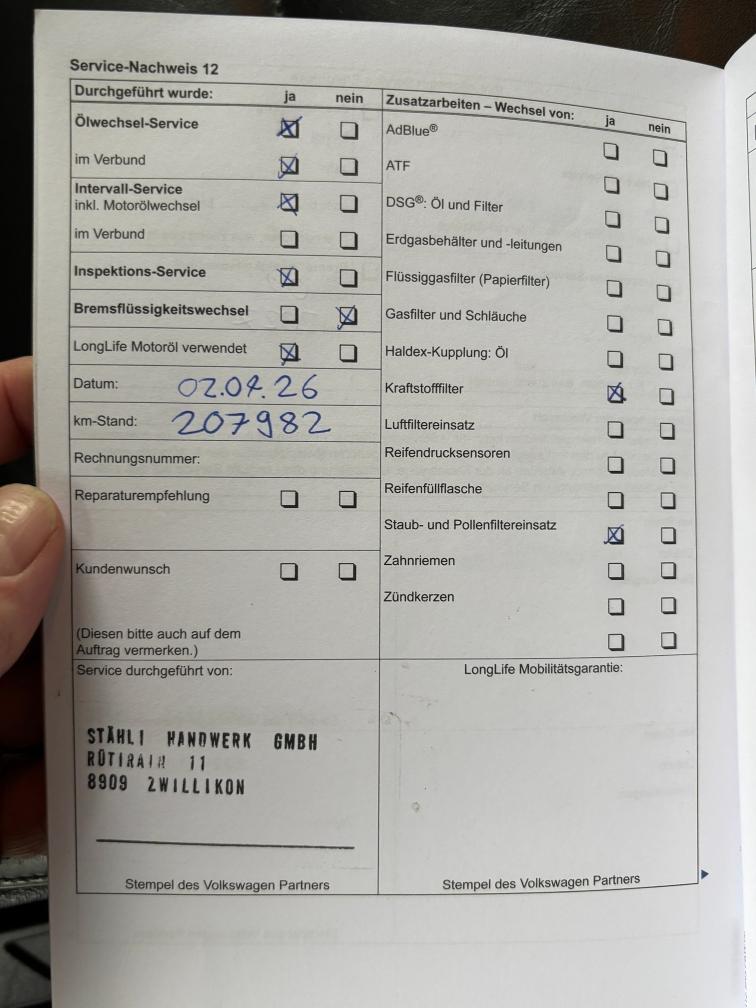 Service-Nachweis 12
Durchgeführt wurde: ja nein
Ölwechsel-Service
im Verbund
Intervall-Service
inkl. Motorölwechsel
im Verbund
Inspektions-Service
Bremsflüssigkeitswechsel
LongLife Motoröl verwendet
Datum: 02.04.26
km-Stand: 207982
Rechnungsnummer:
Reparaturempfehlung
Kundenwunsch
(Diesen bitte auch auf dem
Auftrag vermerken.)
Zusatzarbeiten – Wechsel von: ja nein
AdBlue®
ATF
DSG®: Öl und Filter
Erdgasbehälter und -leitungen
Flüssiggasfilter (Papierfilter)
Gasfilter und Schläuche
Haldex-Kupplung: Öl
Kraftstofffilter
Luftfiltereinsatz
Reifendrucksensoren
Reifenfüllflasche
Staub- und Pollenfiltereinsatz
Zahnriemen
Zündkerzen
Service durchgeführt von:
STÄHLI HANDWERK GMBH
RÜTIRAIN 11
8909 ZWILLIKON
Stempel des Volkswagen Partners
LongLife Mobilitätsgarantie:
Stempel des Volkswagen Partners